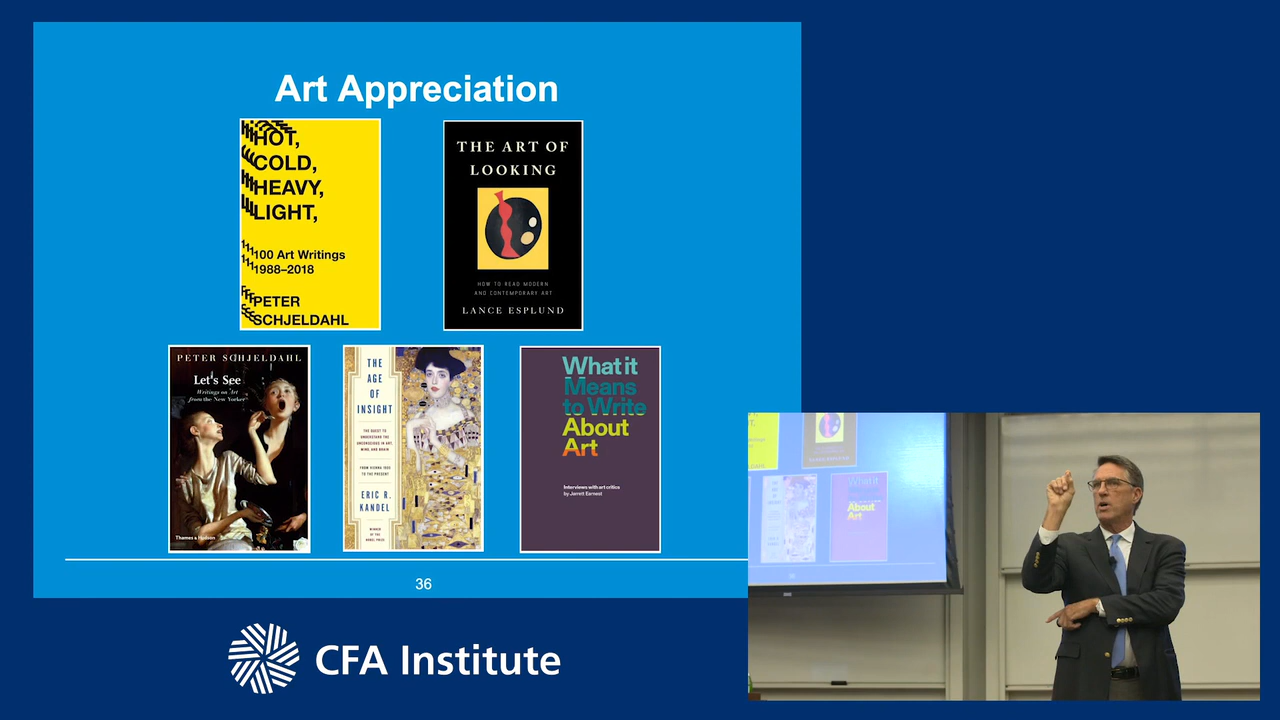 Art Appreciation
HOT,
COLD,
HEAVY,
LIGHT,
100 Art Writings
1988–2018
PETER
SCHJELDAHL
THE ART OF
LOOKING
HOW TO READ MODERN
AND CONTEMPORARY ART
LANCE ESPLUND
PETER SCHJELDAHL
Let's See
Writings on Art
from the New Yorker
Thames & Hudson
THE
AGE
OF
INSIGHT
THE QUEST TO
UNDERSTAND THE
UNCONSCIOUS IN ART,
MIND, AND BRAIN
FROM VIENNA 1900
TO THE PRESENT
ERIC R.
KANDEL
WINNER
OF THE
NOBEL PRIZE
What it
Means
to Write
About
Art
Interviews with art critics
by Jarrett Earnest
36
CFA Institute
What it
About
Art